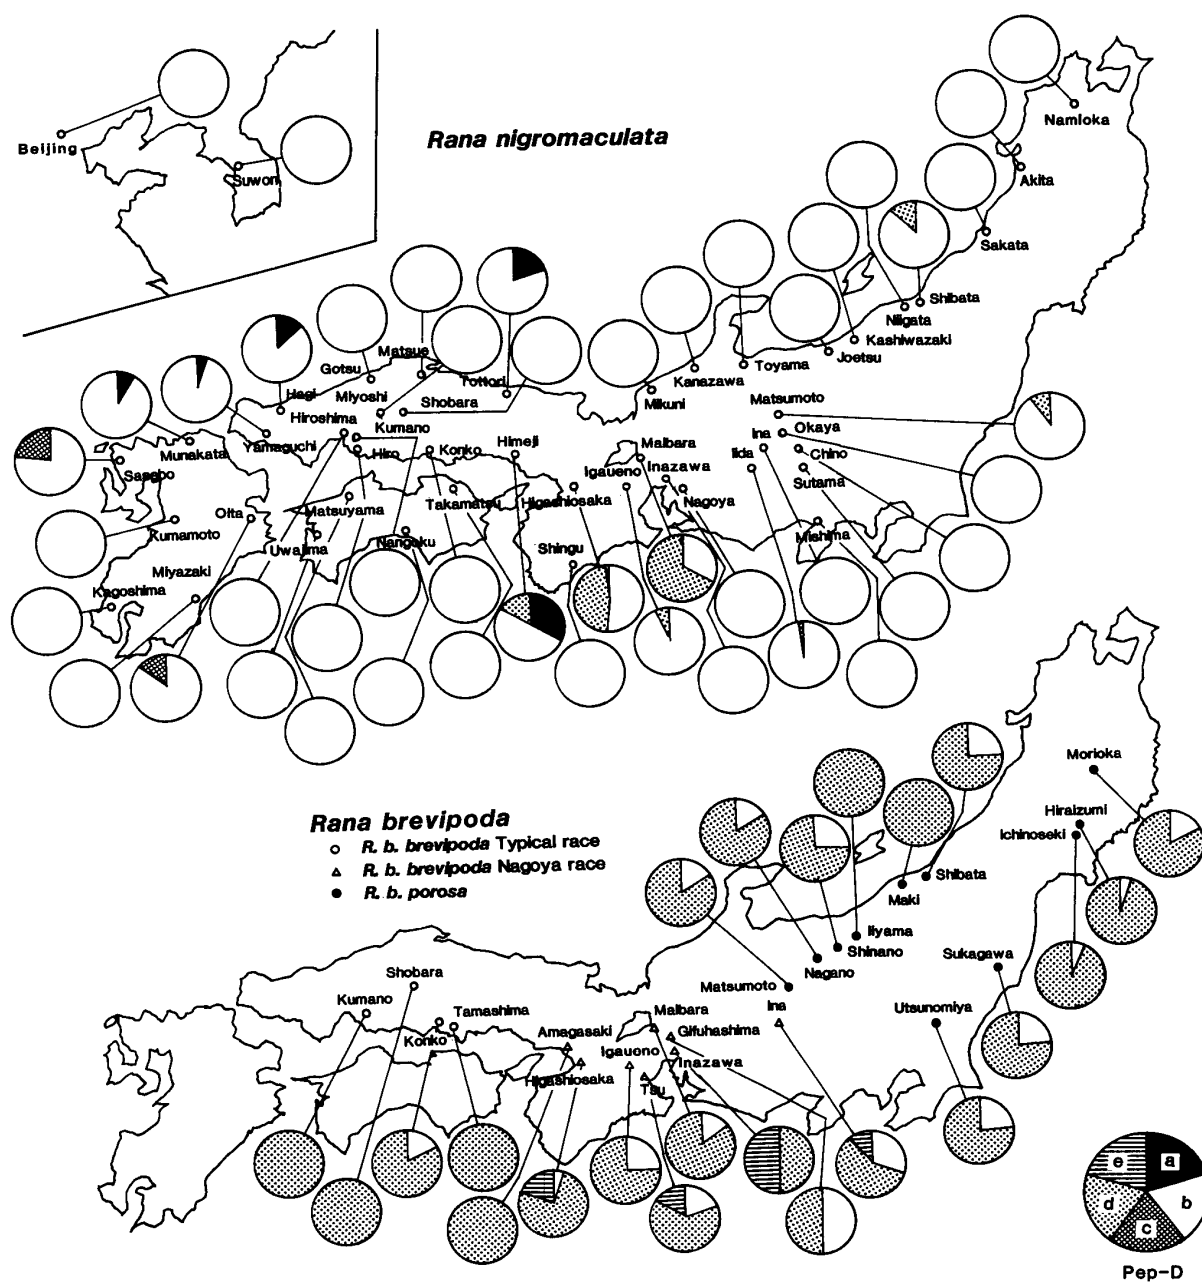 Beijing
Suwon
Rana nigromaculata
Namioka
Akita
Sakata
Shibata
Niigata
Kashiwazaki
Joetsu
Toyama
Kanazawa
Mikuni
Matsue
Gotsu
Tottori
Miyoshi
Shobara
Hagi
Hiroshima
Kumano
Yamaguchi
Hiro
Konko
Himeji
Munakata
Sasebo
Matsumoto
Okaya
Ina
Chino
Iida
Sutama
Maibara
Inazawa
Igaueno
Nagoya
Higashiosaka
Takamatsu
Matsuyama
Oita
Kumamoto
Uwajima
Nangoku
Shingu
Mishima
Miyazaki
Kagoshima
Rana brevipoda
R. b. brevipoda Typical race
R. b. brevipoda Nagoya race
R. b. porosa
Morioka
Hiraizumi
Ichinoseki
Shibata
Maki
Iiyama
Shinano
Nagano
Sukagawa
Matsumoto
Utsunomiya
Ina
Shobara
Kumano
Tamashima
Konko
Amagasaki
Maibara
Gifuhashima
Igauono
Inazawa
Higashiosaka
Tsu
e a
d b
c
Pep-D